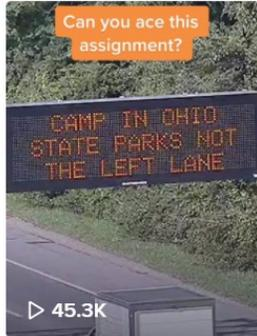 Can you ace this
assignment?
CAMP IN OHIO
STATE PARKS NOT
THE LEFT LANE
45.3K